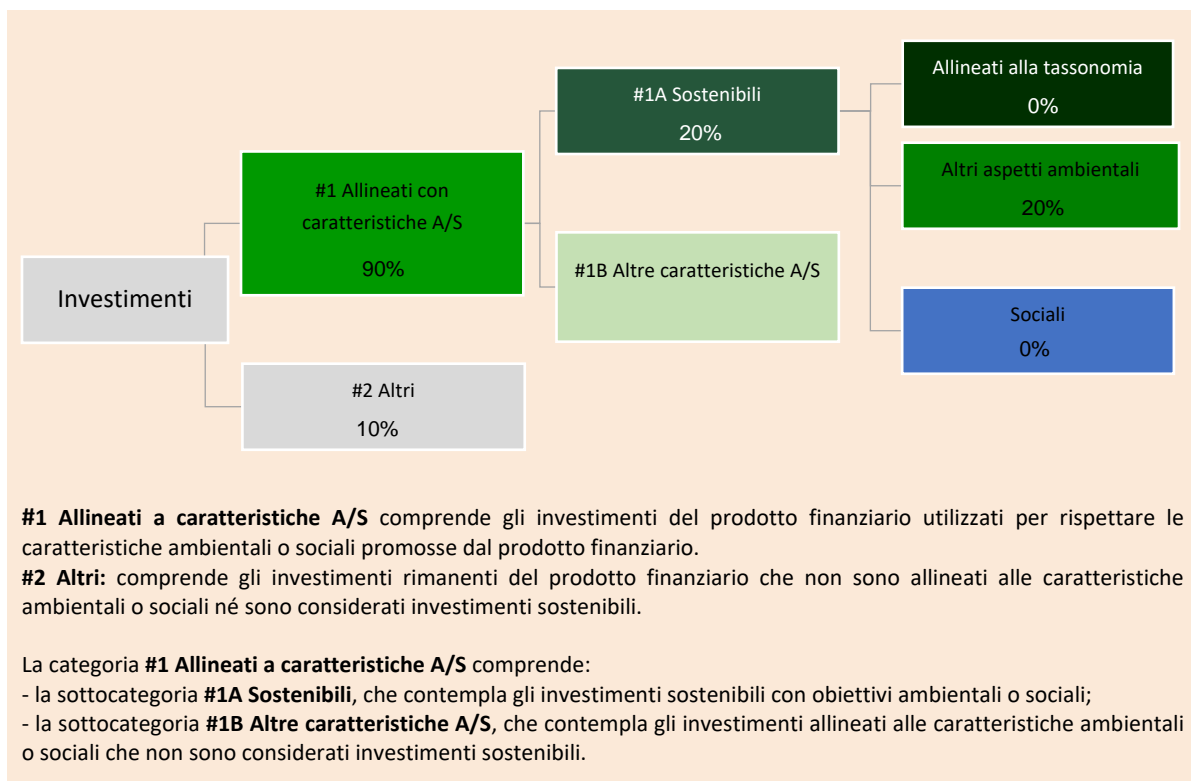 Investimenti
#1 Allineati con
caratteristiche A/S
90%
#2 Altri
10%
#1A Sostenibili
20%
#1B Altre caratteristiche A/S
Allineati alla tassonomia
0%
Altri aspetti ambientali
20%
Sociali
0%
#1 Allineati a caratteristiche A/S comprende gli investimenti del prodotto finanziario utilizzati per rispettare le
caratteristiche ambientali o sociali promosse dal prodotto finanziario.
#2 Altri: comprende gli investimenti rimanenti del prodotto finanziario che non sono allineati alle caratteristiche
ambientali o sociali né sono considerati investimenti sostenibili.
La categoria #1 Allineati a caratteristiche A/S comprende:
- la sottocategoria #1A Sostenibili, che contempla gli investimenti sostenibili con obiettivi ambientali o sociali;
- la sottocategoria #1B Altre caratteristiche A/S, che contempla gli investimenti allineati alle caratteristiche ambientali
o sociali che non sono considerati investimenti sostenibili.